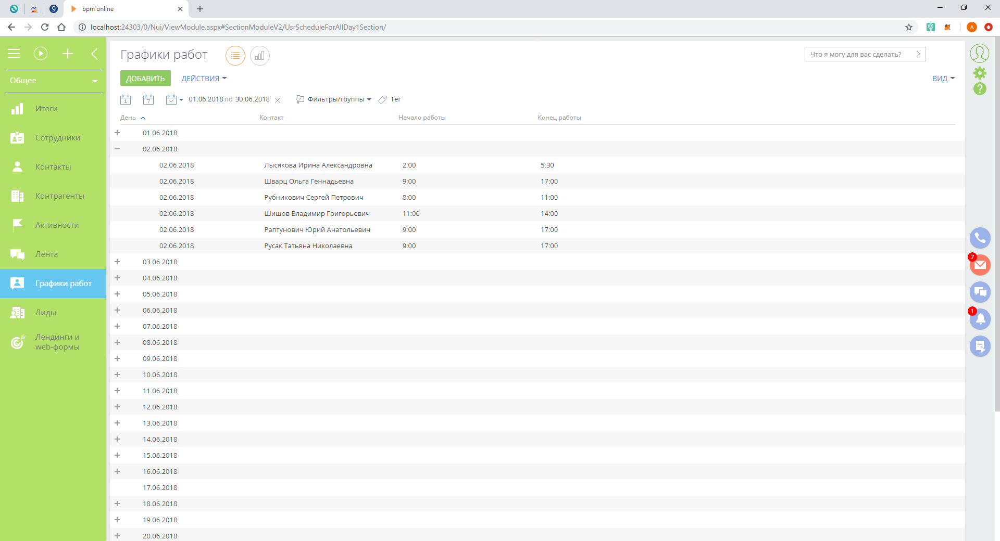 bpm'online
localhost:24303/0/Nui/ViewModule.aspx#SectionModuleV2/UsrScheduleForAllDay1Section/
A
Общее
Итоги
Сотрудники
Контакты
Контрагенты
Активности
Лента
Графики работ
Лиды
Лендинги и
web-формы
Графики работ
Что я могу для вас сделать?
ДОБАВИТЬ ДЕЙСТВИЯ ВИД
1 7 01.06.2018 по 30.06.2018 Фильтры/группы Тег
День Контакт Начало работы Конец работы
01.06.2018
02.06.2018
02.06.2018 Лысякова Ирина Александровна 2:00 5:30
02.06.2018 Шварц Ольга Геннадьевна 9:00 17:00
02.06.2018 Рубникович Сергей Петрович 8:00 11:00
02.06.2018 Шишов Владимир Григорьевич 11:00 14:00
02.06.2018 Раптунович Юрий Анатольевич 9:00 17:00
02.06.2018 Русак Татьяна Николаевна 9:00 17:00
03.06.2018
04.06.2018
05.06.2018
06.06.2018
07.06.2018
08.06.2018
09.06.2018
10.06.2018
11.06.2018
12.06.2018
13.06.2018
14.06.2018
15.06.2018
16.06.2018
17.06.2018
18.06.2018
19.06.2018
20.06.2018
?
7
1